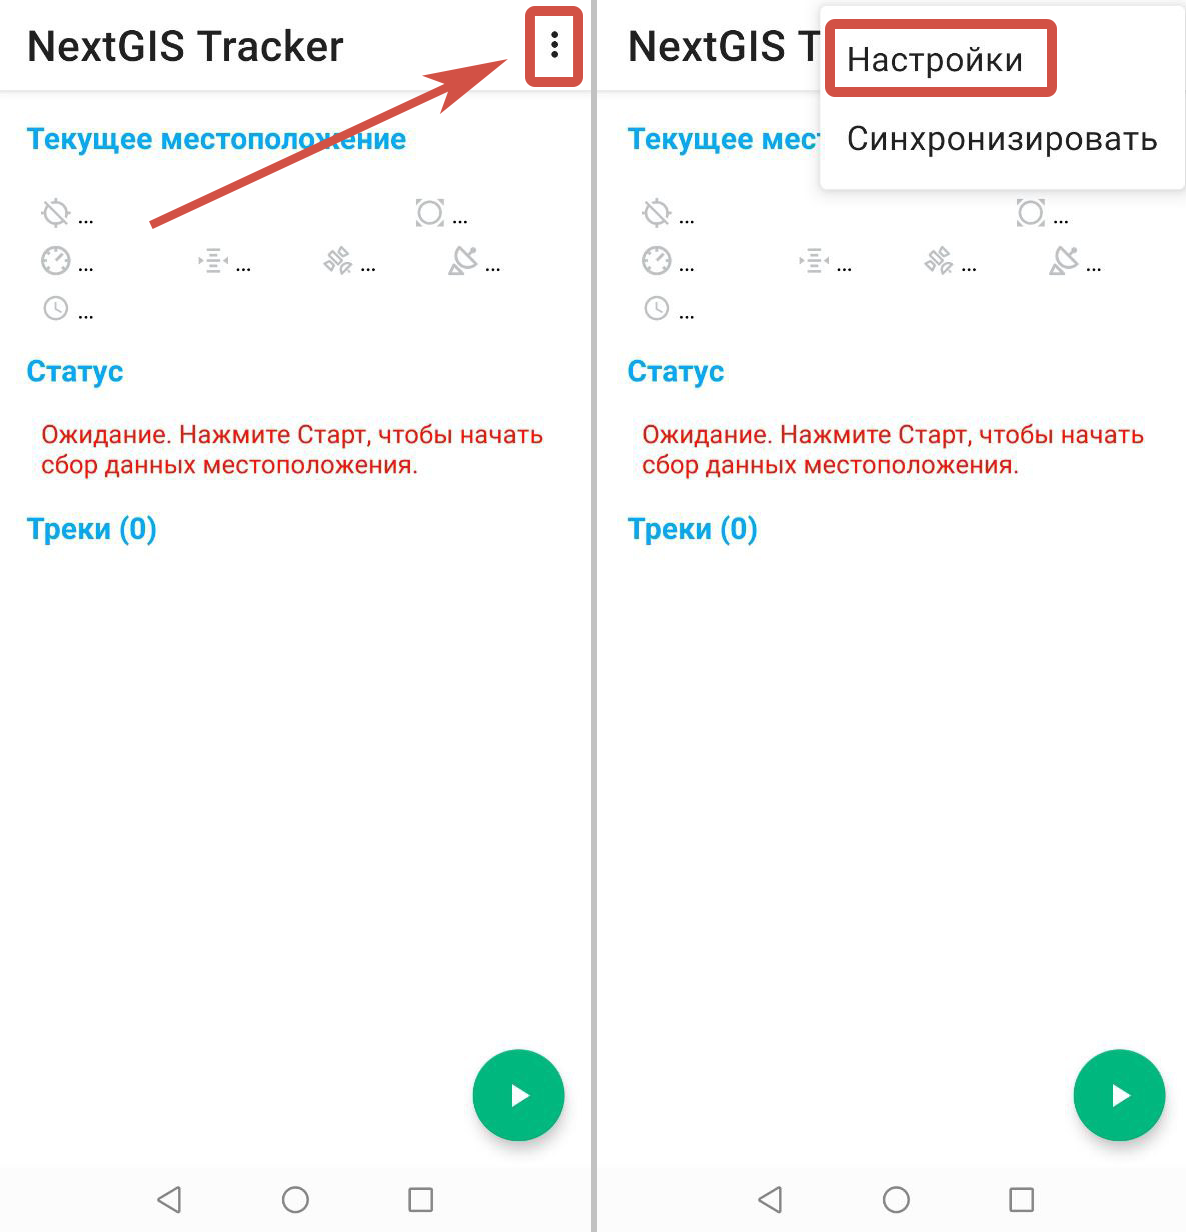 NextGIS Tracker
Текущее местоположение
... ...
... ... ... ...
...
Статус
Ожидание. Нажмите Старт, чтобы начать
сбор данных местоположения.
Треки (0)
NextGIS T
Настройки
Синхронизировать
Текущее мест
... ...
... ... ... ...
...
Статус
Ожидание. Нажмите Старт, чтобы начать
сбор данных местоположения.
Треки (0)